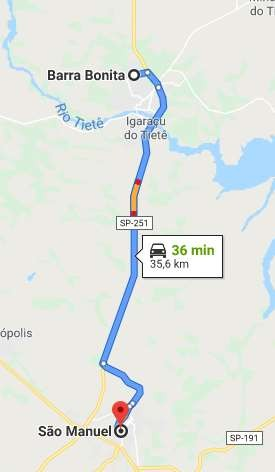 Barra Bonita
Rio Tietê
Igaraçu
do Tietê
SP-251
36 min
35,6 km
ópolis
São Manuel
SP-191